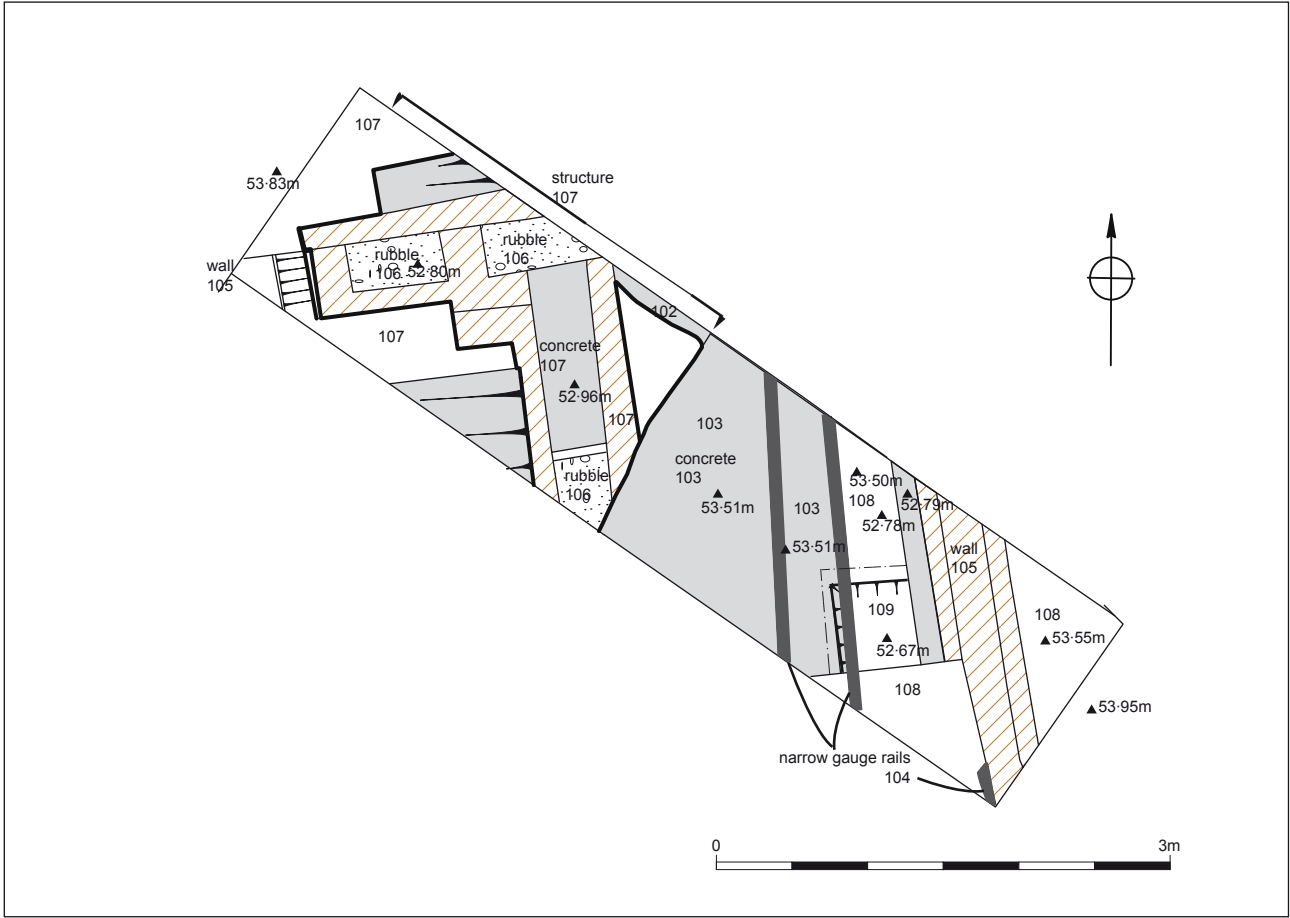 107
53·83m
structure
107
rubble
106
rubble
106
52·80m
wall
105
102
107
concrete
107
52·96m
107
103
concrete
103
53·51m
rubble
106
53·50m
108
52·79m
103
52·78m
53·51m
wall
105
109
108
53·55m
52·67m
108
53·95m
narrow gauge rails
104
0
3m